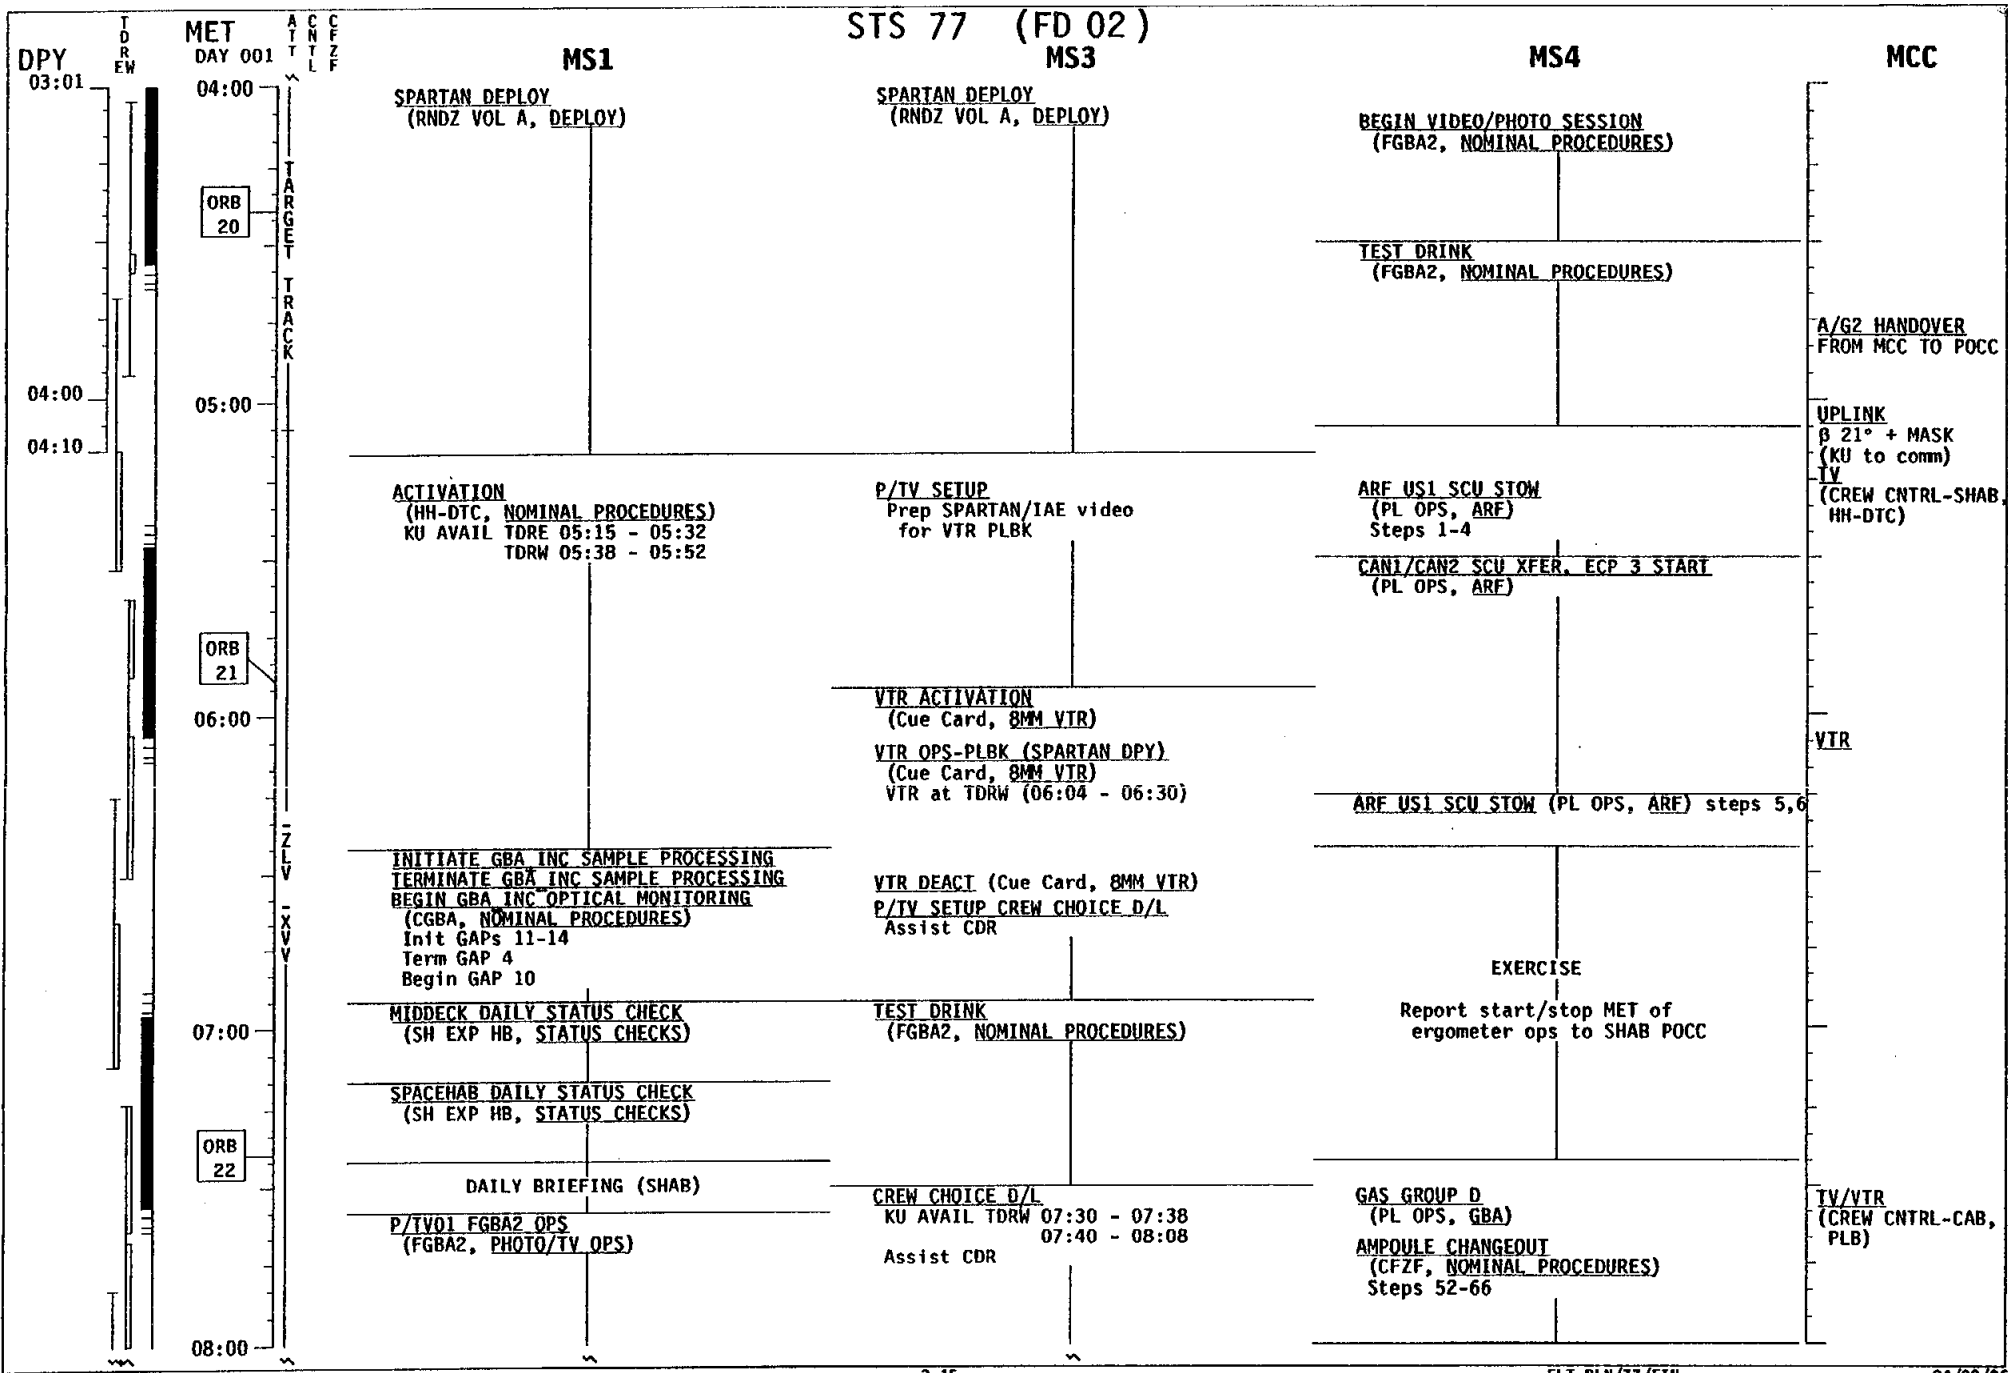 STS 77 (FD 02)
DPY
TDREW
MET
DAY 001
ATT
CNTL
CFZF
MS1
MS3
MS4
MCC
03:01
04:00
04:10
04:00
05:00
06:00
07:00
08:00
ORB
20
ORB
21
ORB
22
TARGET TRACK
-ZLV
-XVV
SPARTAN DEPLOY
(RNDZ VOL A, DEPLOY)
ACTIVATION
(HH-DTC, NOMINAL PROCEDURES)
KU AVAIL TDRE 05:15 - 05:32
TDRW 05:38 - 05:52
INITIATE GBA INC SAMPLE PROCESSING
TERMINATE GBA INC SAMPLE PROCESSING
BEGIN GBA INC OPTICAL MONITORING
(CGBA, NOMINAL PROCEDURES)
Init GAPs 11-14
Term GAP 4
Begin GAP 10
MIDDECK DAILY STATUS CHECK
(SH EXP HB, STATUS CHECKS)
SPACEHAB DAILY STATUS CHECK
(SH EXP HB, STATUS CHECKS)
DAILY BRIEFING (SHAB)
P/TV01 FGBA2 OPS
(FGBA2, PHOTO/TV OPS)
SPARTAN DEPLOY
(RNDZ VOL A, DEPLOY)
P/TV SETUP
Prep SPARTAN/IAE video
for VTR PLBK
VTR ACTIVATION
(Cue Card, 8MM VTR)
VTR OPS-PLBK (SPARTAN DPY)
(Cue Card, 8MM VTR)
VTR at TDRW (06:04 - 06:30)
VTR DEACT (Cue Card, 8MM VTR)
P/TV SETUP CREW CHOICE D/L
Assist CDR
TEST DRINK
(FGBA2, NOMINAL PROCEDURES)
CREW CHOICE D/L
KU AVAIL TDRW 07:30 - 07:38
07:40 - 08:08
Assist CDR
BEGIN VIDEO/PHOTO SESSION
(FGBA2, NOMINAL PROCEDURES)
TEST DRINK
(FGBA2, NOMINAL PROCEDURES)
ARF US1 SCU STOW
(PL OPS, ARF)
Steps 1-4
CAN1/CAN2 SCU XFER, ECP 3 START
(PL OPS, ARF)
ARF US1 SCU STOW (PL OPS, ARF) steps 5,6
EXERCISE
Report start/stop MET of
ergometer ops to SHAB POCC
GAS GROUP D
(PL OPS, GBA)
AMPOULE CHANGEOUT
(CFZF, NOMINAL PROCEDURES)
Steps 52-66
A/G2 HANDOVER
FROM MCC TO POCC
UPLINK
β 21° + MASK
(KU to comm)
TV
(CREW CNTRL-SHAB,
HH-DTC)
VTR
TV/VTR
(CREW CNTRL-CAB,
PLB)